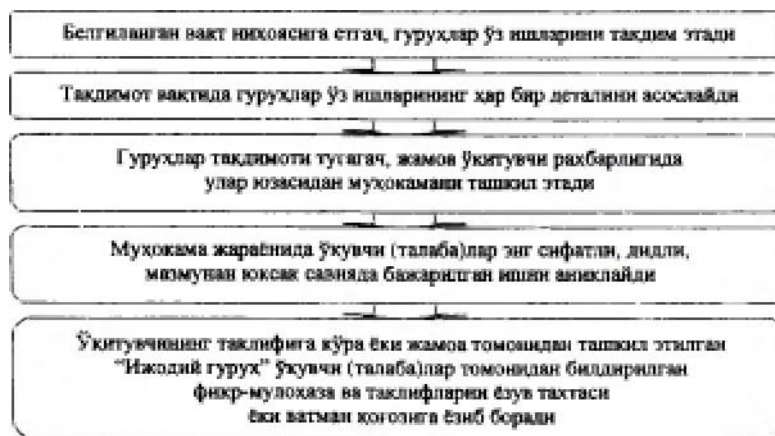 Белгиланган вақт ниҳоясига етгач, гуруҳлар ўз ишларини тақдим этади
Тақдимот вақтида гуруҳлар ўз ишларининг ҳар бир деталини асослайди
Гуруҳлар тақдимоти тугагач, жамоа ўқитувчи раҳбарлигида
улар юзасидан муҳокамани ташкил этади
Муҳокама жараёнида ўқувчи (талаба)лар энг сифатли, дидли,
мазмунан юксак савияда бажарилган ишни аниқлайди
Ўқитувчининг таклифига кўра ёки жамоа томонидан ташкил этилган
“Ижодий гуруҳ” ўқувчи (талаба)лар томонидан билдирилган
фикр-мулоҳаза ва таклифларни ёзув тахтаси
ёки ватман қоғозига ёзиб боради